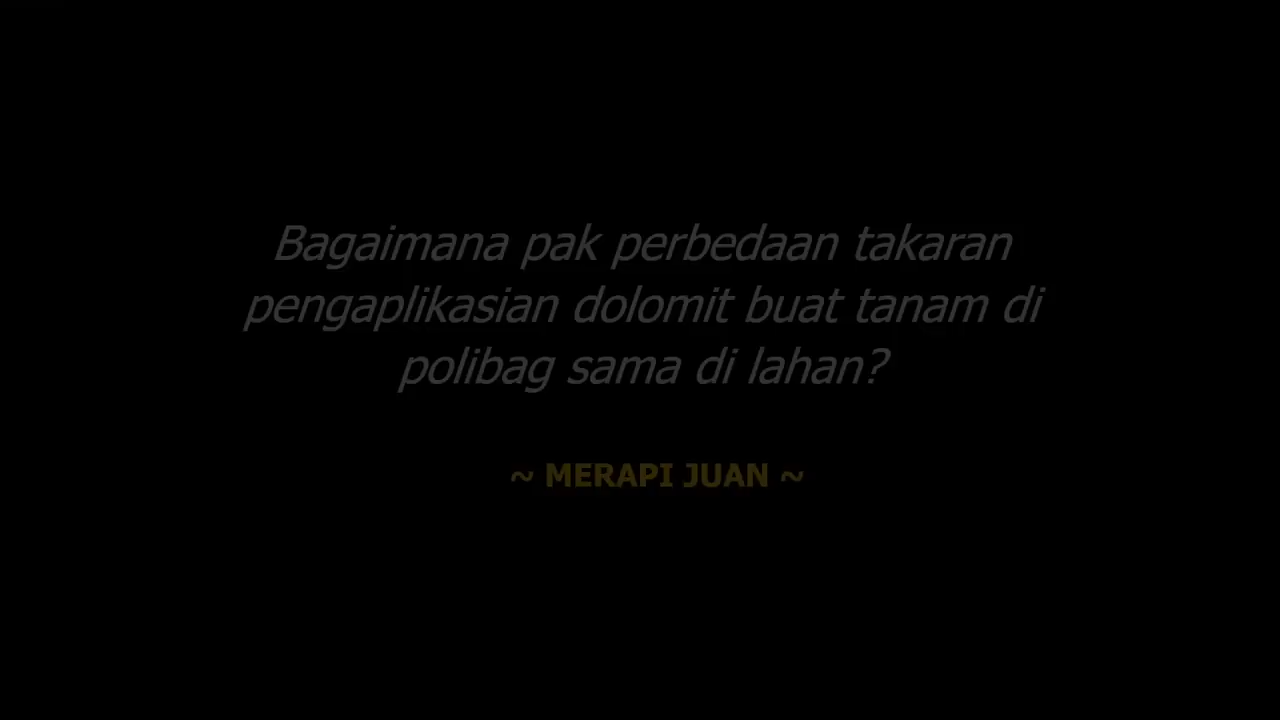 Bagaimana pak perbedaan takaran
pengaplikasian dolomit buat tanam di
polibag sama di lahan?
~ MERAPI JUAN ~